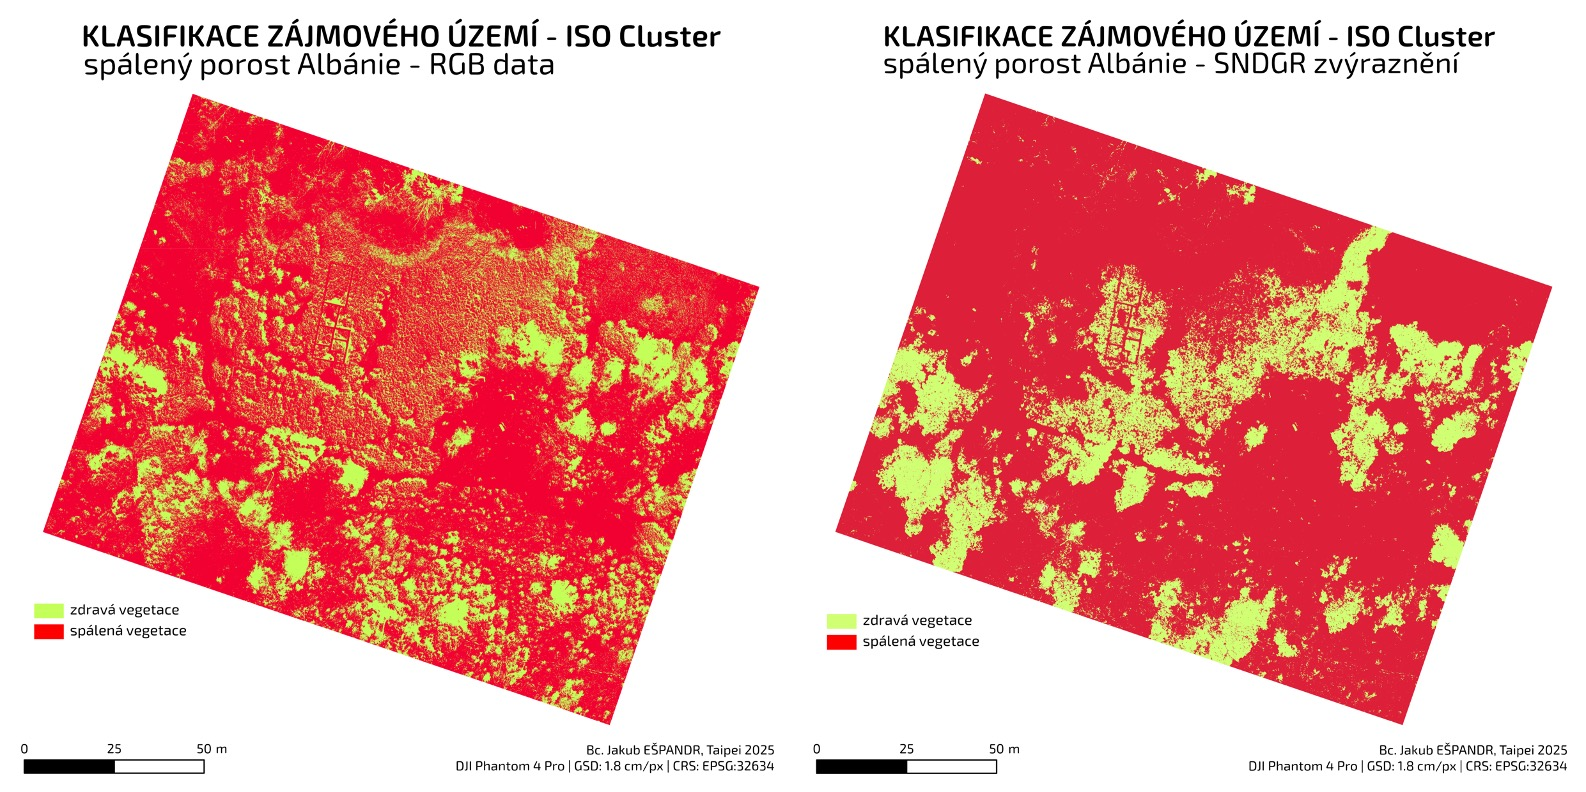 KLASIFIKACE ZÁJMOVÉHO ÚZEMÍ - ISO Cluster
spálený porost Albánie - RGB data
zdravá vegetace
spálená vegetace
0 25 50 m
Bc. Jakub EŠPANDR, Taipei 2025
DJI Phantom 4 Pro | GSD: 1.8 cm/px | CRS: EPSG:32634
KLASIFIKACE ZÁJMOVÉHO ÚZEMÍ - ISO Cluster
spálený porost Albánie - SNDGR zvýraznění
zdravá vegetace
spálená vegetace
0 25 50 m
Bc. Jakub EŠPANDR, Taipei 2025
DJI Phantom 4 Pro | GSD: 1.8 cm/px | CRS: EPSG:32634